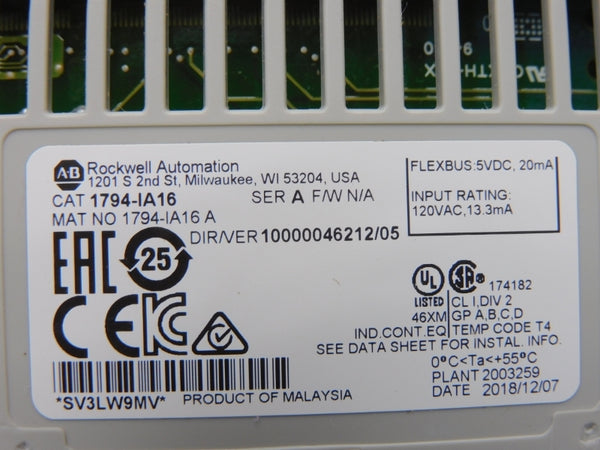 A-B Rockwell Automation
1201 S 2nd St, Milwaukee, WI 53204, USA
CAT 1794-IA16 SER A F/W N/A
MAT NO 1794-IA16 A
DIR/VER 10000046212/05
FLEXBUS:5VDC, 20mA
INPUT RATING:
120VAC,13.3mA
EAC 25
CE KC
UL SA 174182
LISTED CL I,DIV 2
46XM GP A,B,C,D
IND.CONT.EQ TEMP CODE T4
SEE DATA SHEET FOR INSTAL. INFO.
0°C<Ta<+55°C
PLANT 2003259
DATE 2018/12/07
*SV3LW9MV* PRODUCT OF MALAYSIA